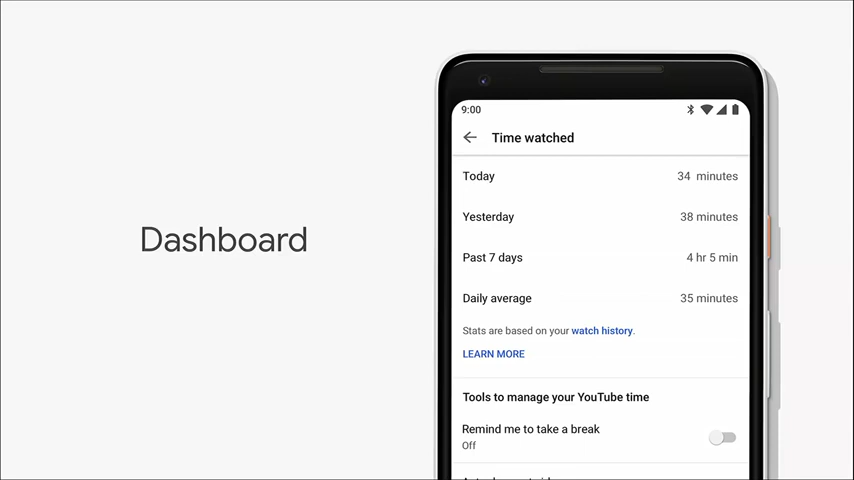 Dashboard
9:00
Time watched
Today 34 minutes
Yesterday 38 minutes
Past 7 days 4 hr 5 min
Daily average 35 minutes
Stats are based on your watch history.
LEARN MORE
Tools to manage your YouTube time
Remind me to take a break
Off